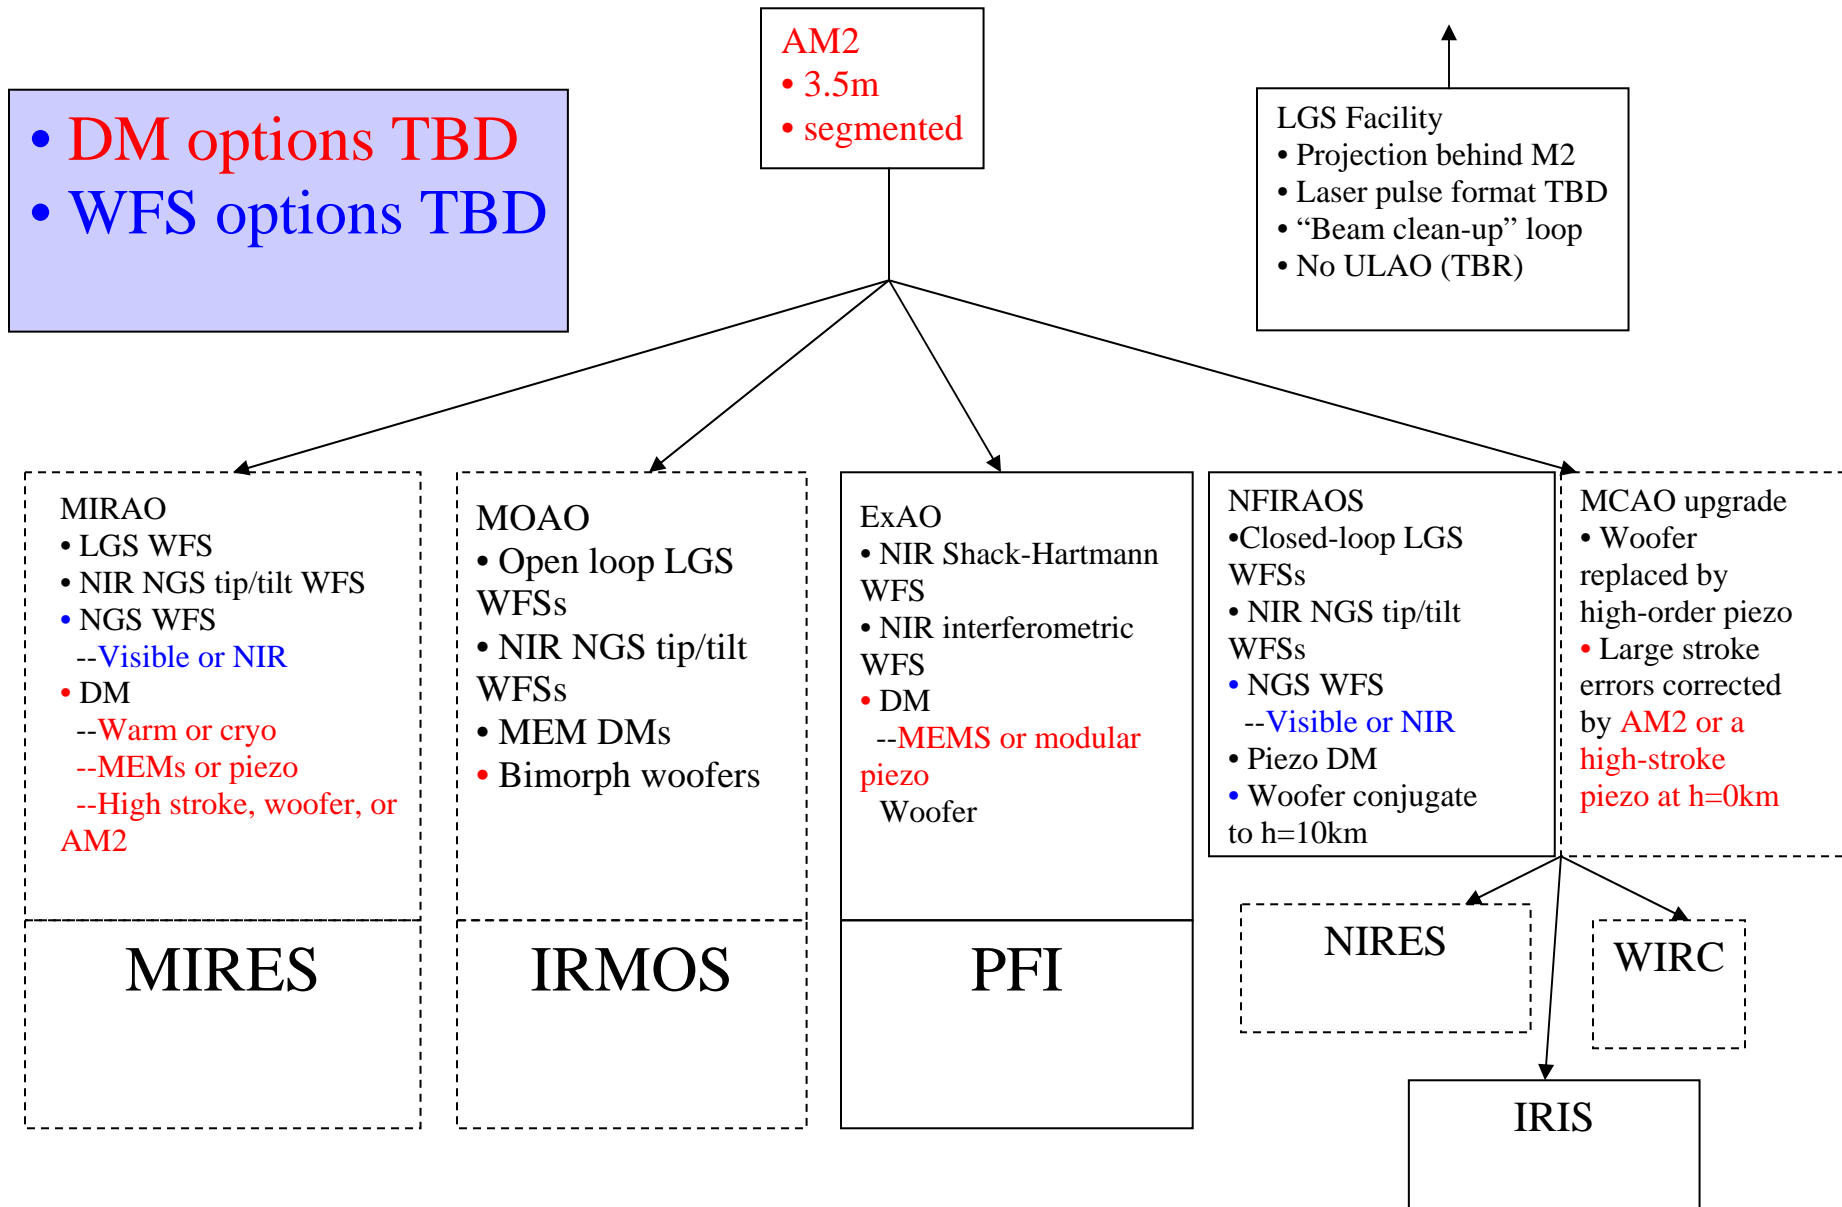 AM2
• 3.5m
• segmented
• DM options TBD
• WFS options TBD
LGS Facility
• Projection behind M2
• Laser pulse format TBD
• “Beam clean-up” loop
• No ULAO (TBR)
MIRAO
• LGS WFS
• NIR NGS tip/tilt WFS
• NGS WFS
--Visible or NIR
• DM
--Warm or cryo
--MEMs or piezo
--High stroke, woofer, or
AM2
MIRES
MOAO
• Open loop LGS
WFSs
• NIR NGS tip/tilt
WFSs
• MEM DMs
• Bimorph woofers
IRMOS
ExAO
• NIR Shack-Hartmann
WFS
• NIR interferometric
WFS
• DM
--MEMS or modular
piezo
Woofer
PFI
NFIRAOS
•Closed-loop LGS
WFSs
• NIR NGS tip/tilt
WFSs
• NGS WFS
--Visible or NIR
• Piezo DM
• Woofer conjugate
to h=10km
MCAO upgrade
• Woofer
replaced by
high-order piezo
• Large stroke
errors corrected
by AM2 or a
high-stroke
piezo at h=0km
NIRES
WIRC
IRIS